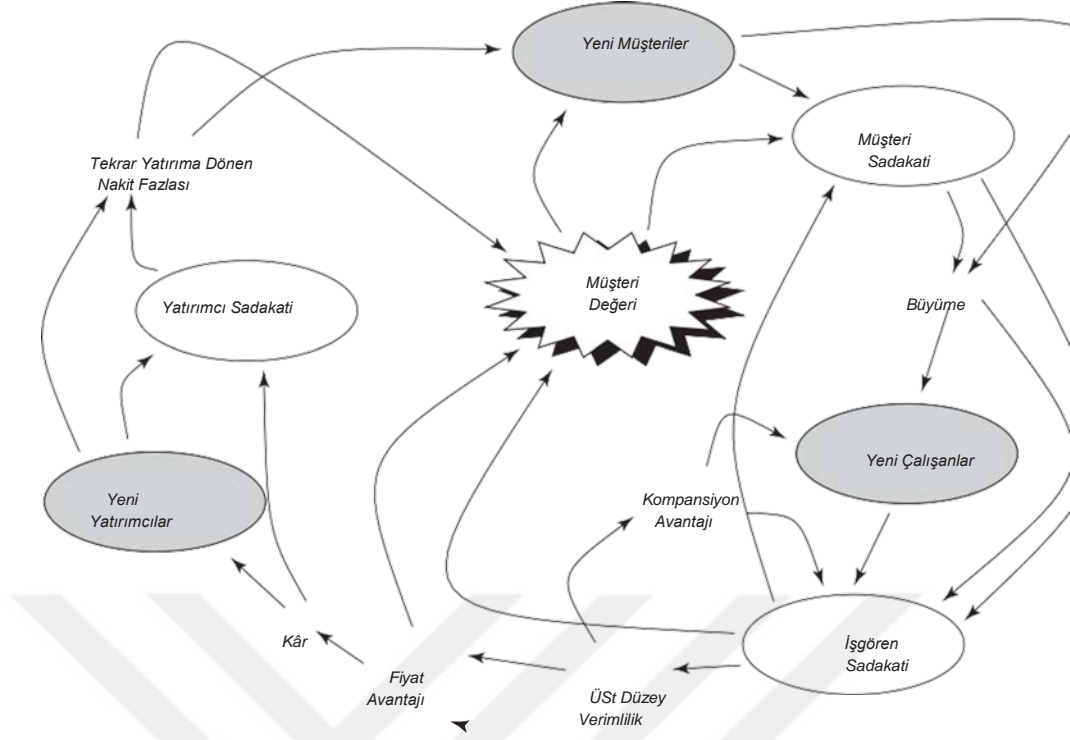 Yeni Müşteriler
Müşteri
Sadakati
Tekrar Yatırıma Dönen
Nakit Fazlası
Müşteri
Değeri
Yatırımcı Sadakati
Büyüme
Yeni Çalışanlar
Yeni
Yatırımcılar
Kompansiyon
Avantajı
Kâr
İşgören
Sadakati
Fiyat
Avantajı
ÜSt Düzey
Verimlilik